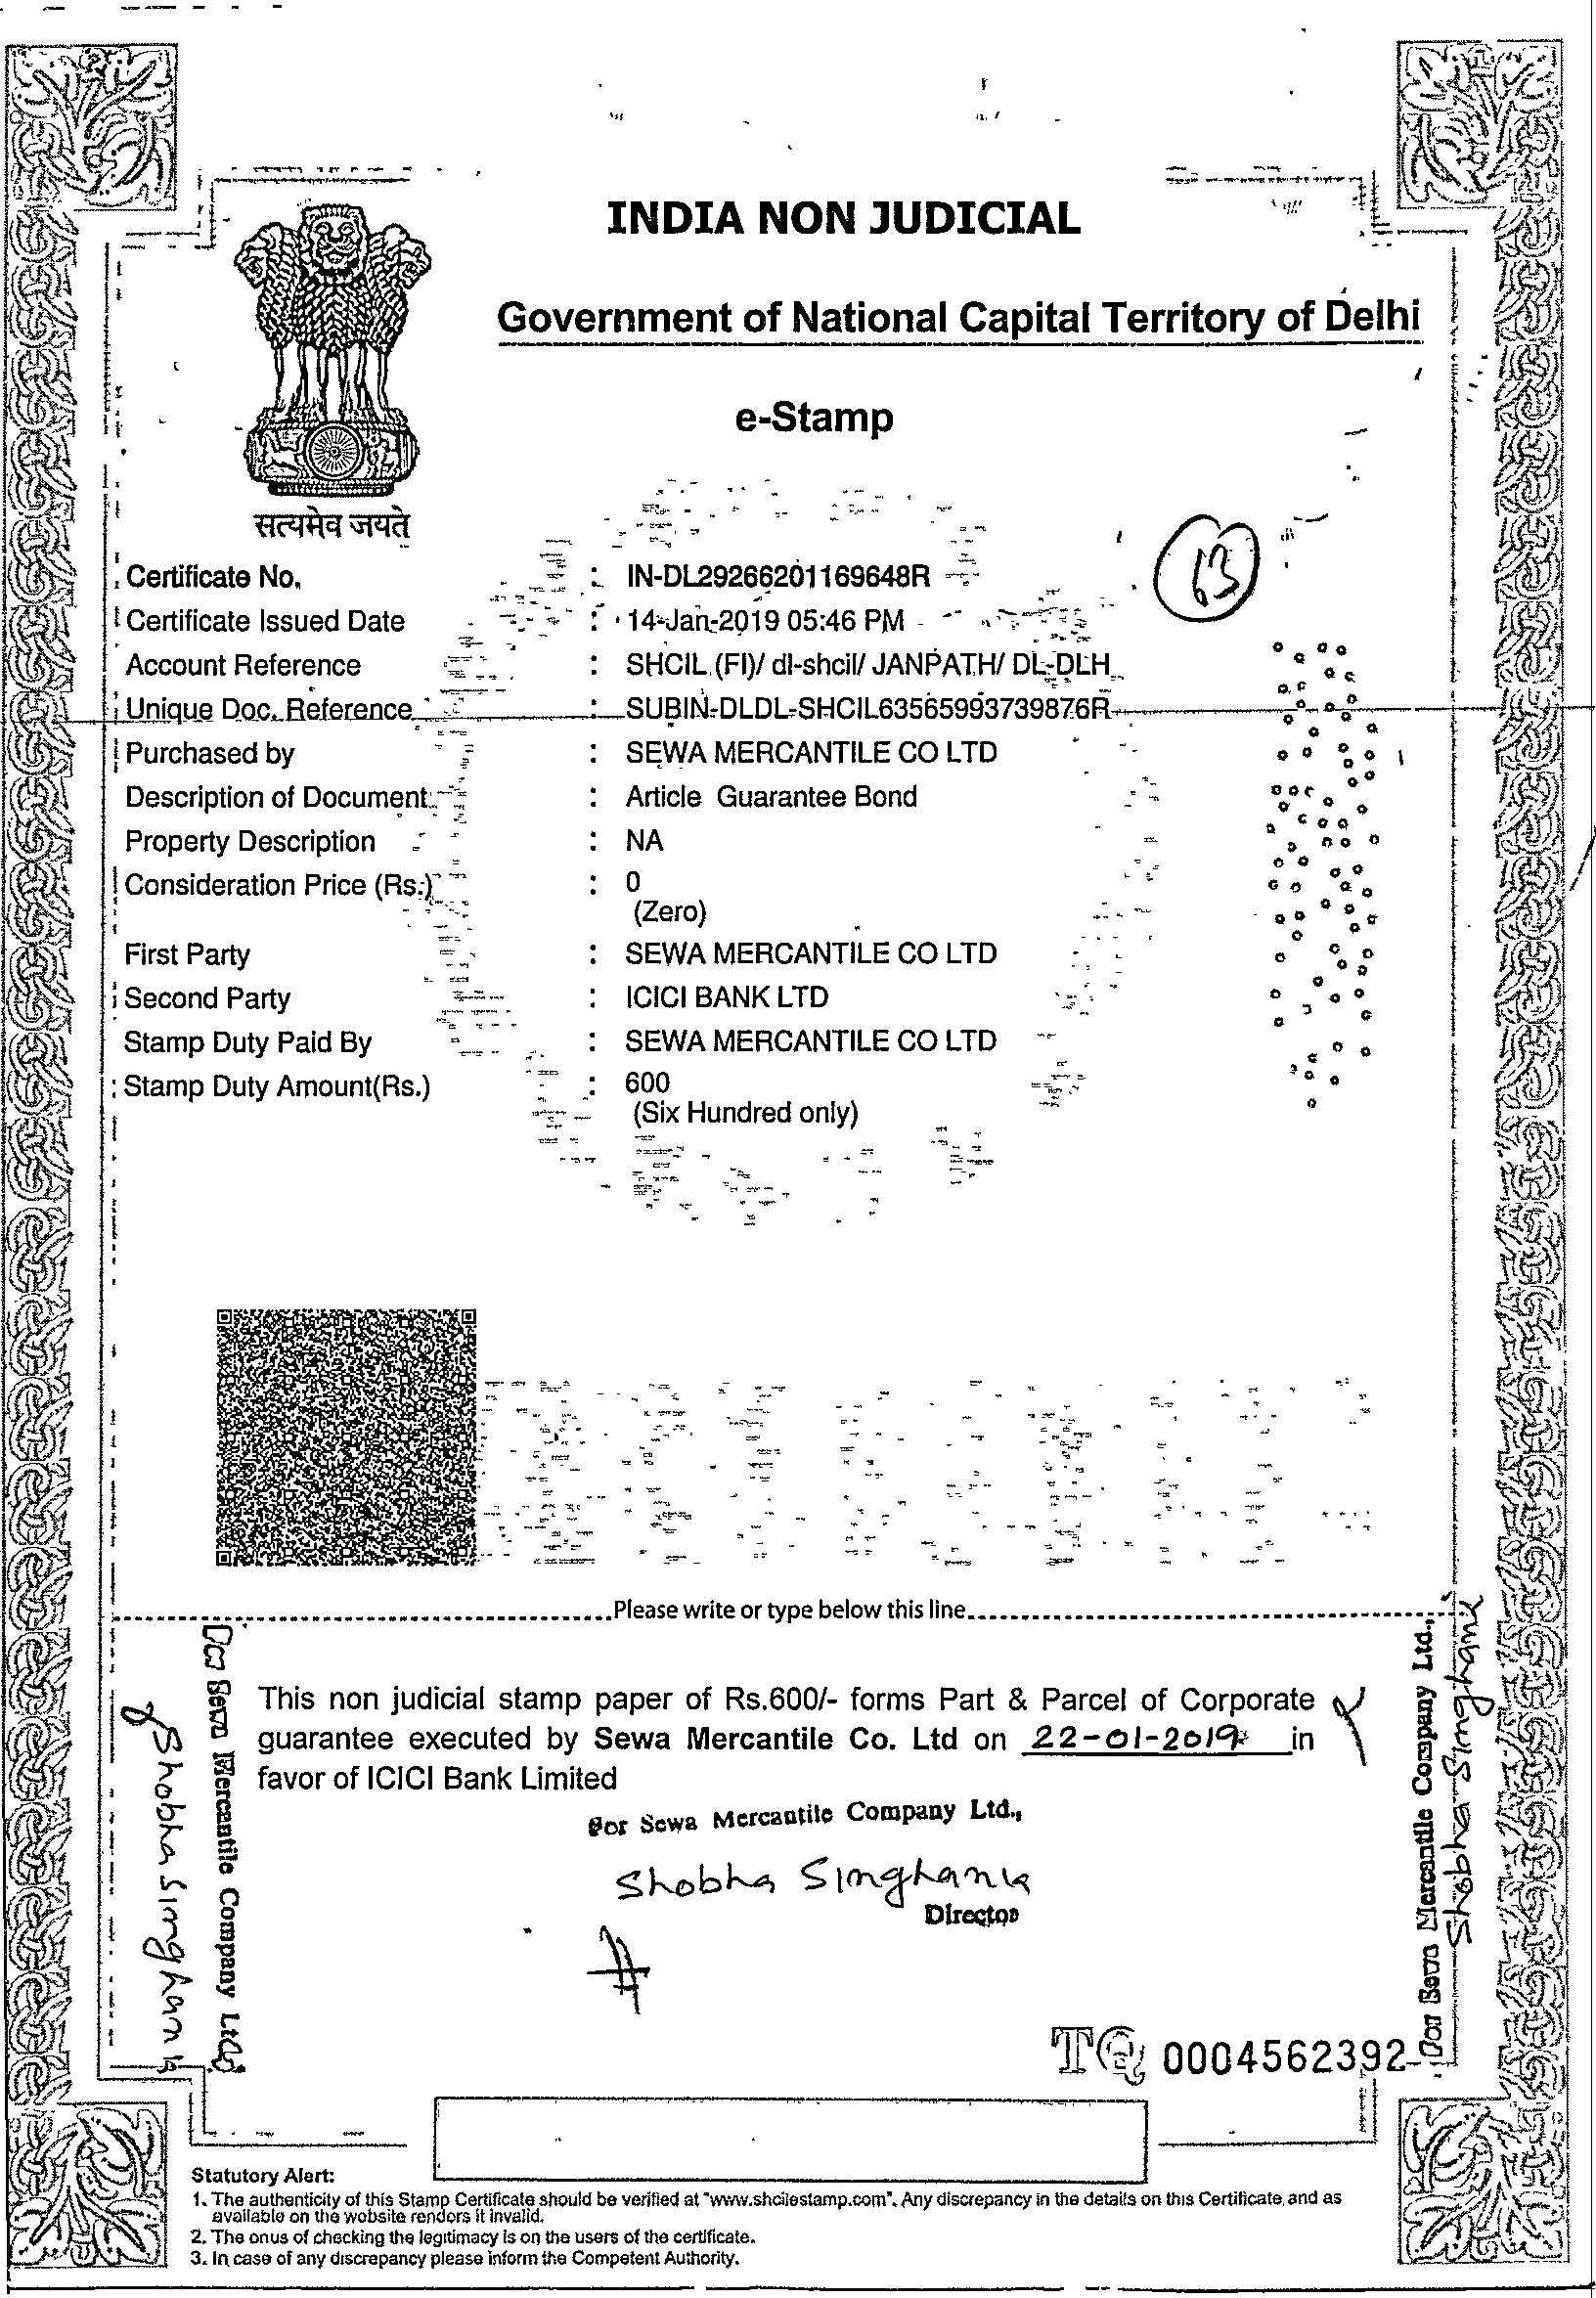 INDIA NON JUDICIAL
Government of National Capital Territory of Delhi
e-Stamp
सत्यमेव जयते
63
Certificate No. : IN-DL29266201169648R
Certificate Issued Date : 14-Jan-2019 05:46 PM
Account Reference : SHCIL (FI)/ dl-shcil/ JANPATH/ DL-DLH
Unique Doc. Reference : SUBIN-DLDL-SHCIL63565993739876R
Purchased by : SEWA MERCANTILE CO LTD
Description of Document : Article Guarantee Bond
Property Description : NA
Consideration Price (Rs.) : 0
(Zero)
First Party : SEWA MERCANTILE CO LTD
Second Party : ICICI BANK LTD
Stamp Duty Paid By : SEWA MERCANTILE CO LTD
Stamp Duty Amount(Rs.) : 600
(Six Hundred only)
Please write or type below this line
This non judicial stamp paper of Rs.600/- forms Part & Parcel of Corporate
guarantee executed by Sewa Mercantile Co. Ltd on 22-01-2019 in
favor of ICICI Bank Limited
For Sewa Mercantile Company Ltd.,
Shobha Singhania
Director
For Sewa Mercantile Company Ltd.,
Shobha Singhania
For Sewa Mercantile Company Ltd.,
Shobha Singhania
TQ 0004562392
Statutory Alert:
1. The authenticity of this Stamp Certificate should be verified at "www.shcilestamp.com". Any discrepancy in the details on this Certificate and as
available on the website renders it invalid.
2. The onus of checking the legitimacy is on the users of the certificate.
3. In case of any discrepancy please inform the Competent Authority.